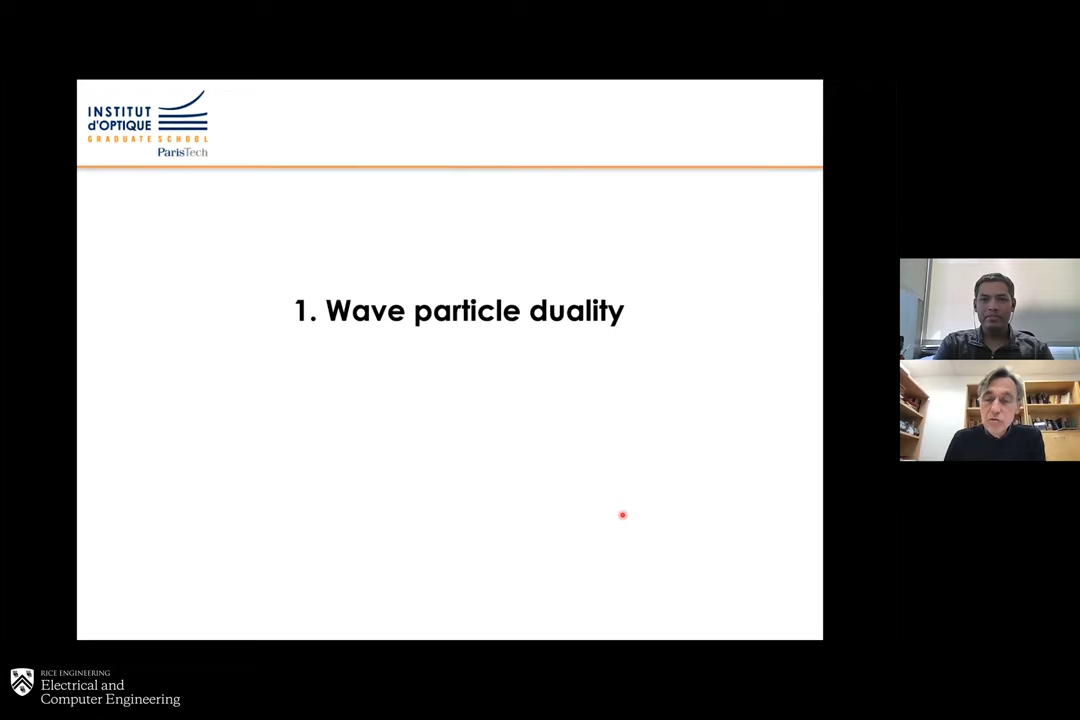 INSTITUT
d'OPTIQUE
GRADUATE SCHOOL
ParisTech
1. Wave particle duality
RICE ENGINEERING
Electrical and
Computer Engineering